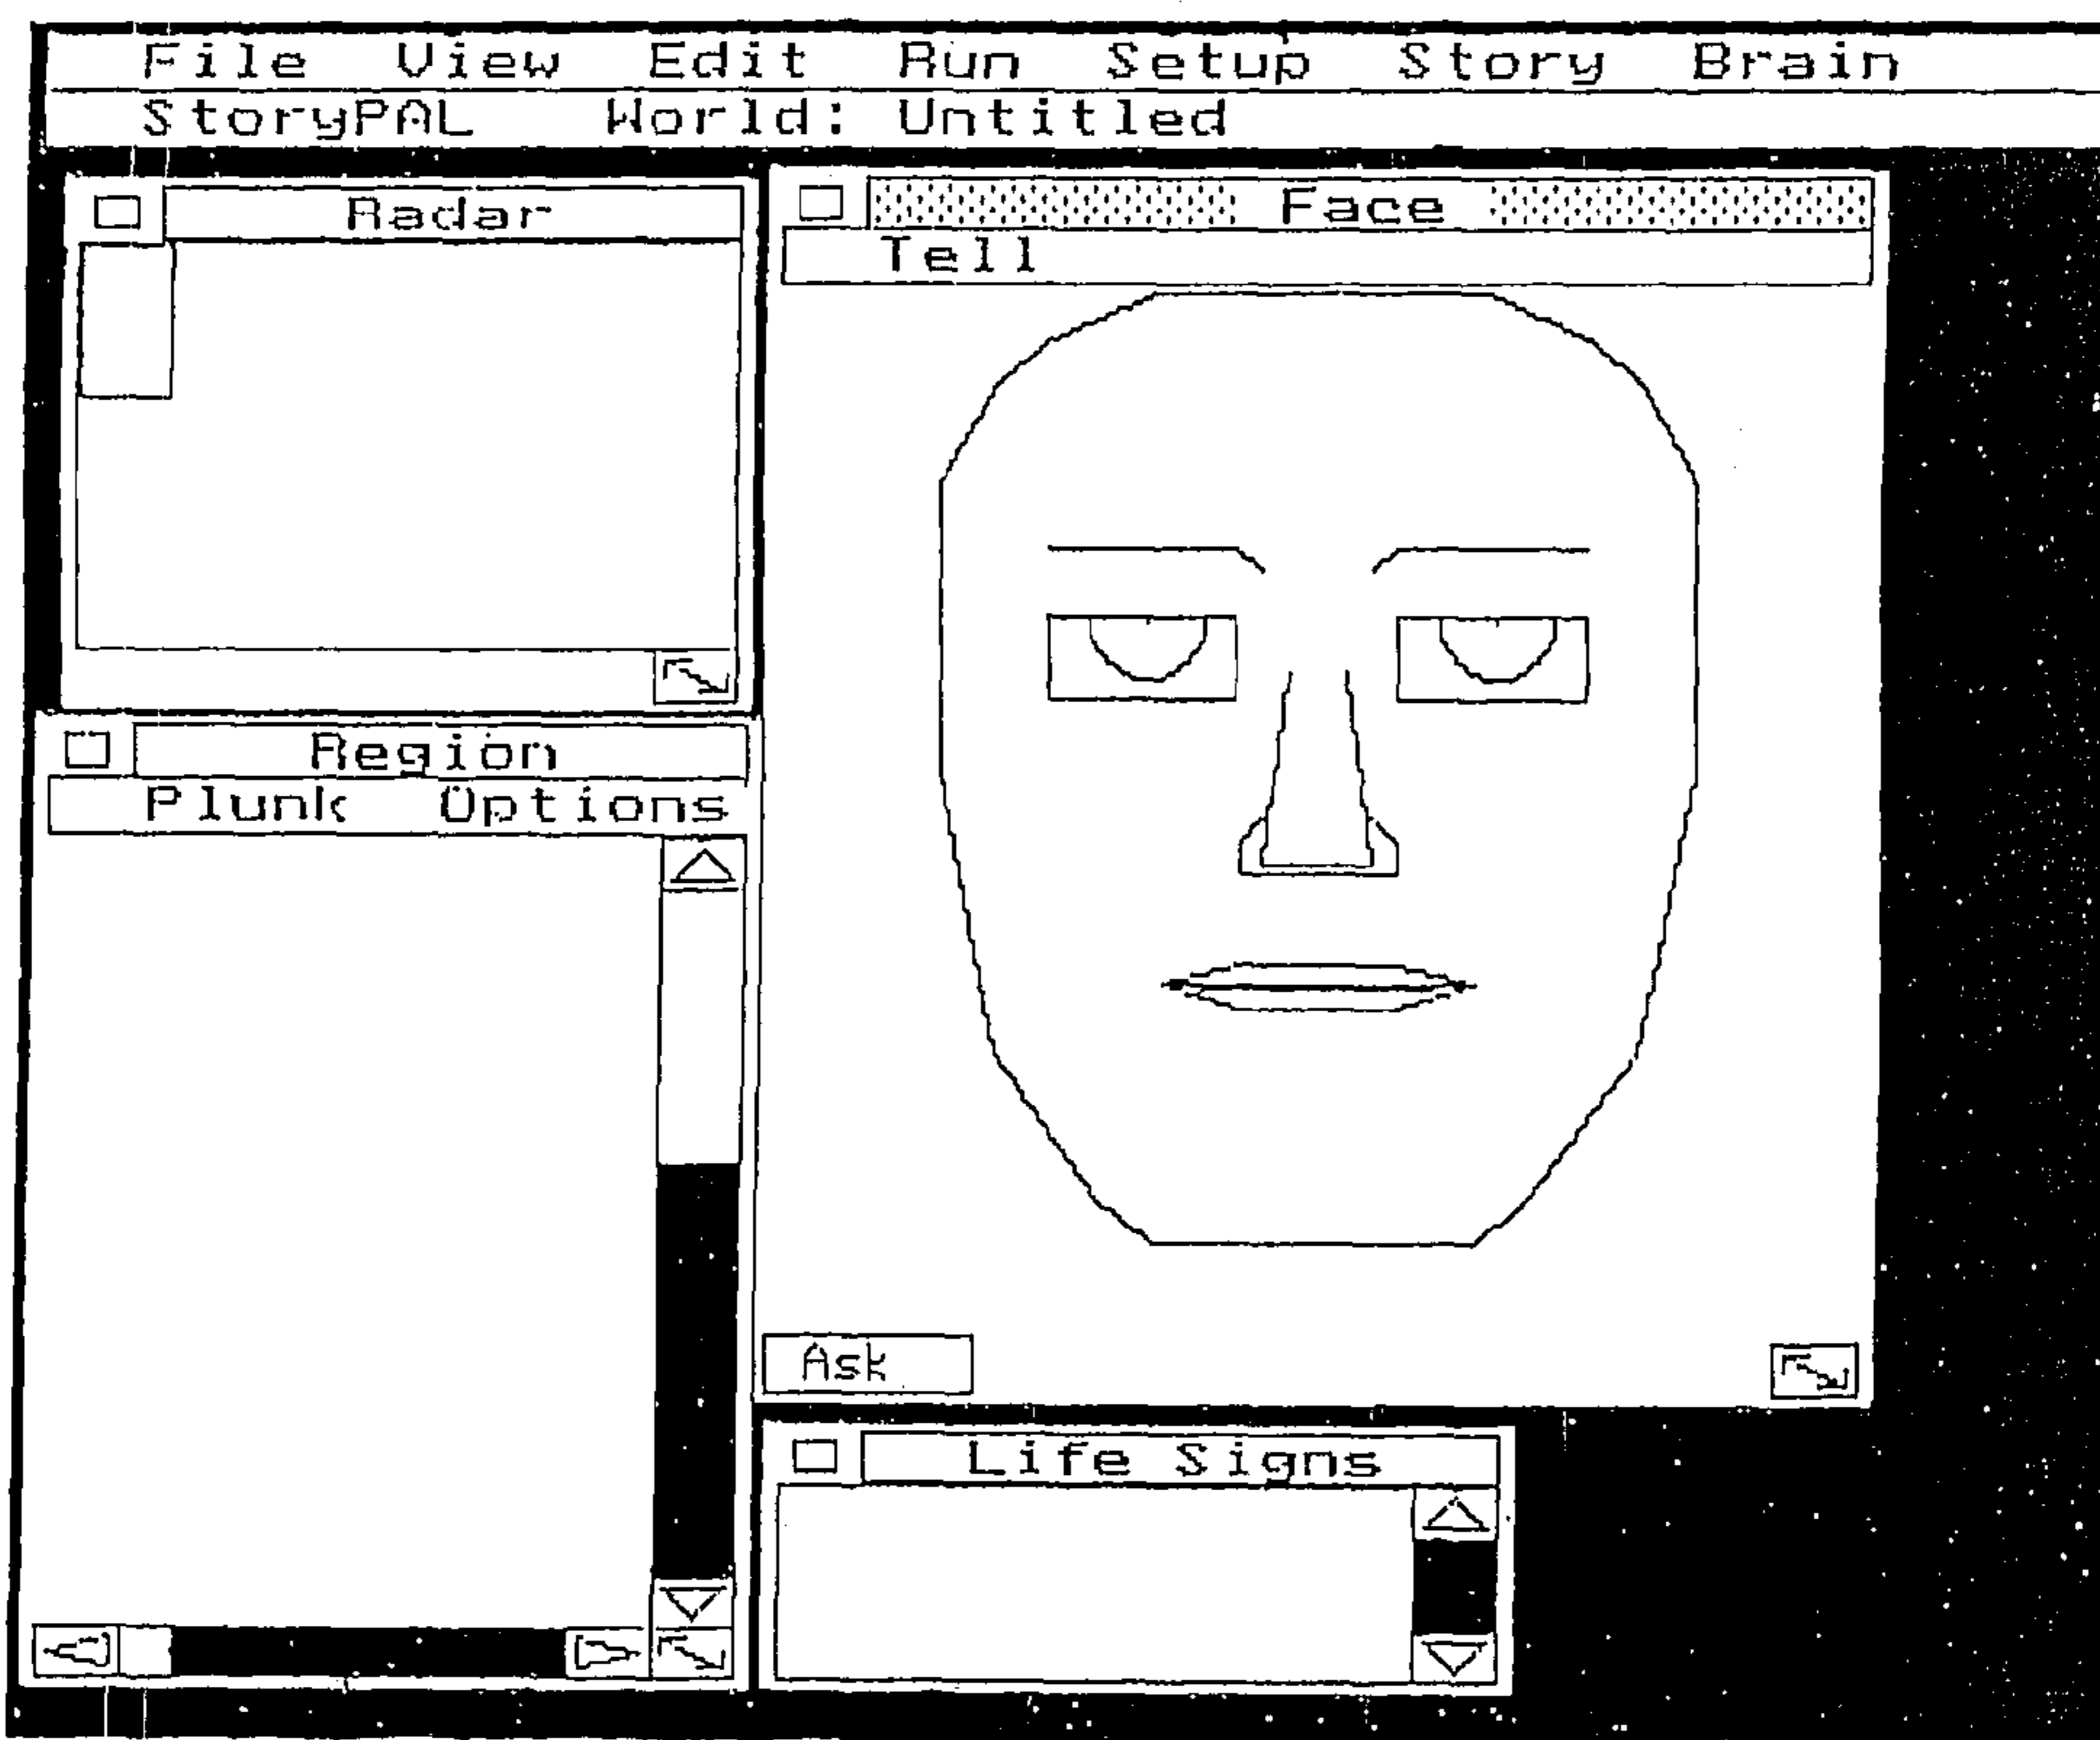 File View Edit Run Setup Story Brain
StoryPAL World: Untitled
Radar
Face
Tell
Region
Plunk Options
Ask
Life Signs